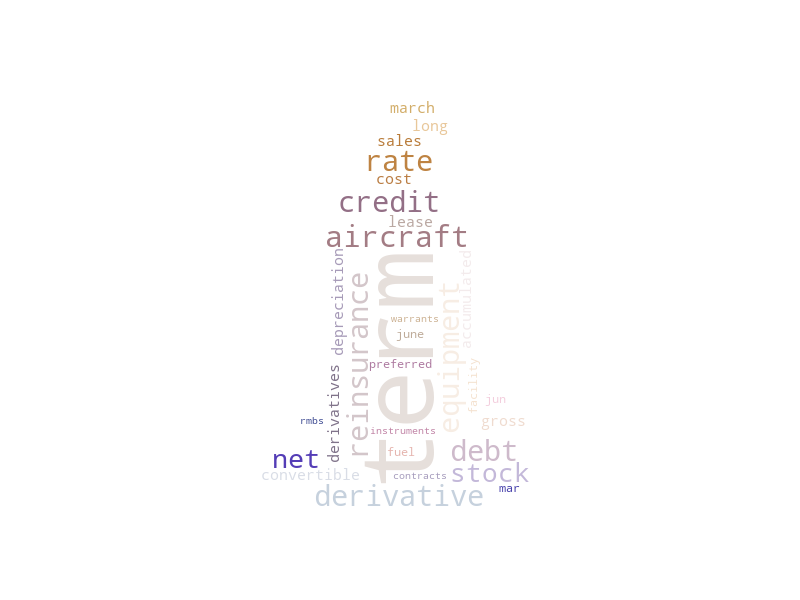 march
long
sales
rate
cost
credit
lease
aircraft
depreciation
accumulated
term
reinsurance
equipment
warrants
june
preferred
facility
derivatives
jun
rmbs
instruments
gross
net
fuel
debt
convertible
contracts
stock
derivative
mar